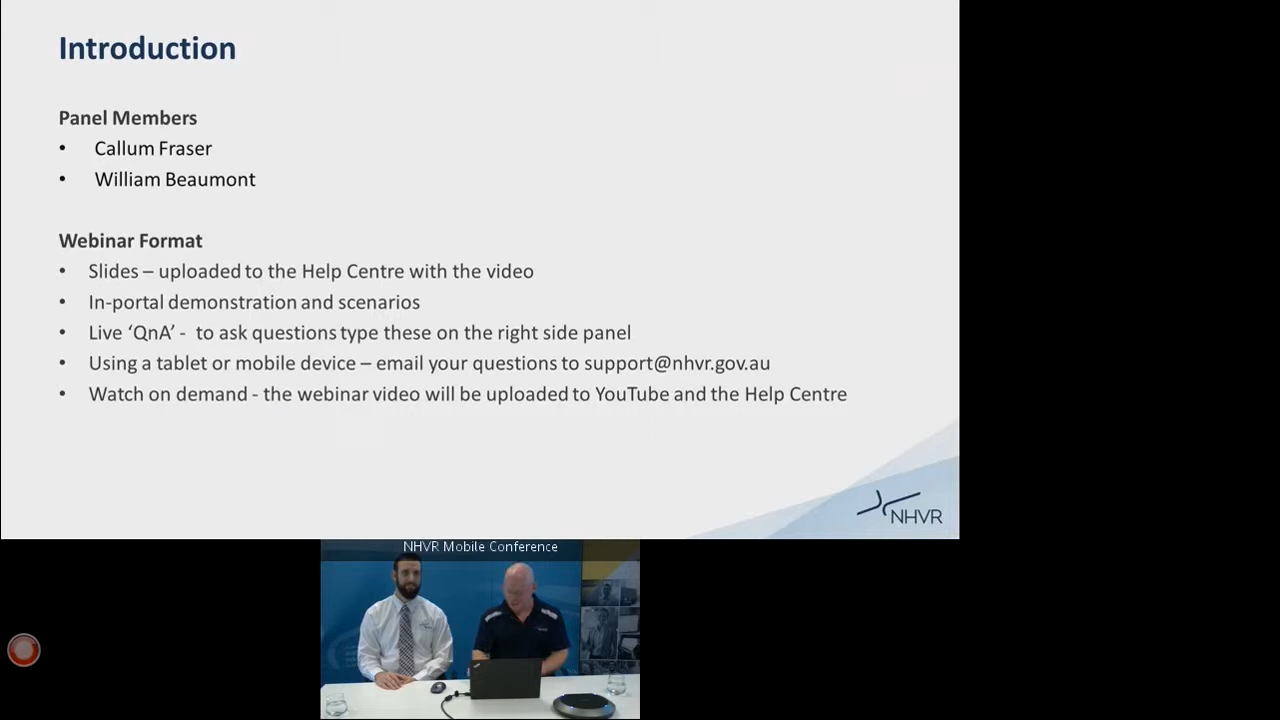 Introduction
Panel Members
• Callum Fraser
• William Beaumont
Webinar Format
• Slides – uploaded to the Help Centre with the video
• In-portal demonstration and scenarios
• Live ‘QnA’ - to ask questions type these on the right side panel
• Using a tablet or mobile device – email your questions to support@nhvr.gov.au
• Watch on demand - the webinar video will be uploaded to YouTube and the Help Centre
NHVR
NHVR Mobile Conference